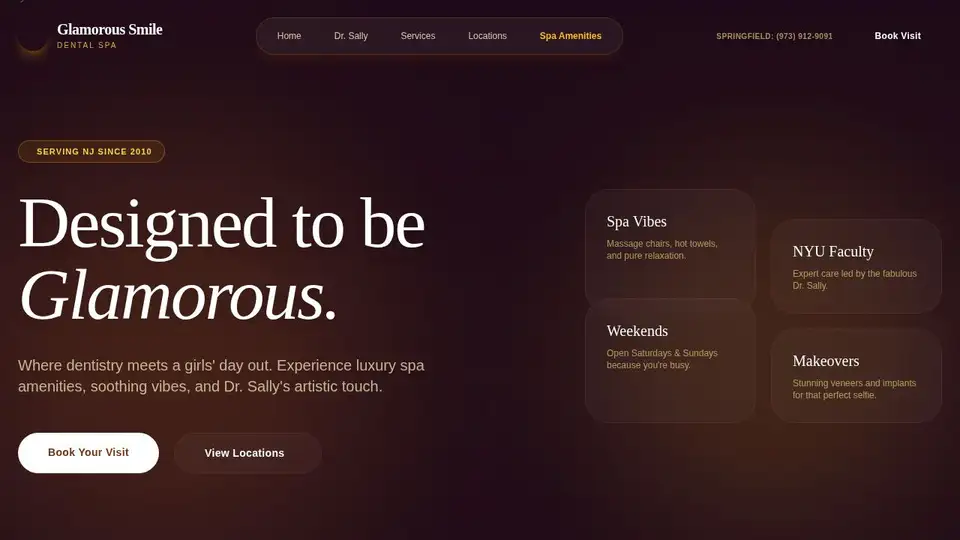 Glamorous Smile
DENTAL SPA
Home
Dr. Sally
Services
Locations
Spa Amenities
SPRINGFIELD: (973) 912-9091
Book Visit
SERVING NJ SINCE 2010
Designed to be
Glamorous.
Where dentistry meets a girls' day out. Experience luxury spa
amenities, soothing vibes, and Dr. Sally's artistic touch.
Book Your Visit
View Locations
Spa Vibes
Massage chairs, hot towels,
and pure relaxation.
NYU Faculty
Expert care led by the fabulous
Dr. Sally.
Weekends
Open Saturdays & Sundays
because you're busy.
Makeovers
Stunning veneers and implants
for that perfect selfie.